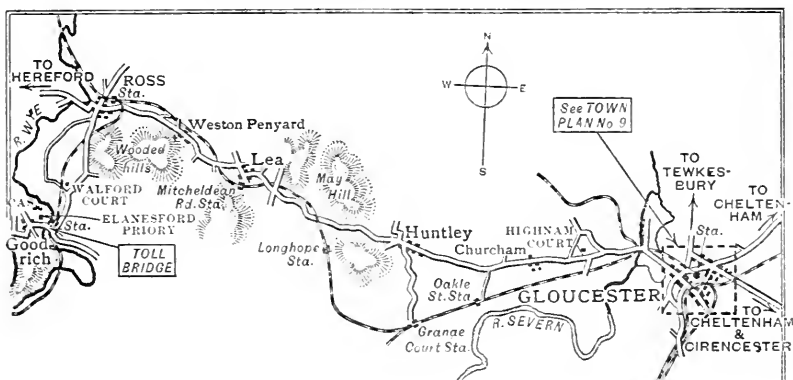 TO
HEREFORD
ROSS
Sta.
R. WYE
Wooded
hills
Weston Penyard
Lea
Mitcheldean
Rd. Sta.
WALFORD
COURT
ELANESFORD
PRIORY
Sta.
Good-
rich
TOLL
BRIDGE
May
Hill
Longhope
Sta.
N
W
E
S
Huntley
Churcham
HIGHNAM
COURT
Oakle
St. Sta.
Granae
Court Sta.
GLOUCESTER
R. SEVERN
See TOWN
PLAN No 9
TO
TEWKES-
BURY
Sta.
TO
CHELTEN-
HAM
TO
CHELTENHAM
&
CIRENCESTER